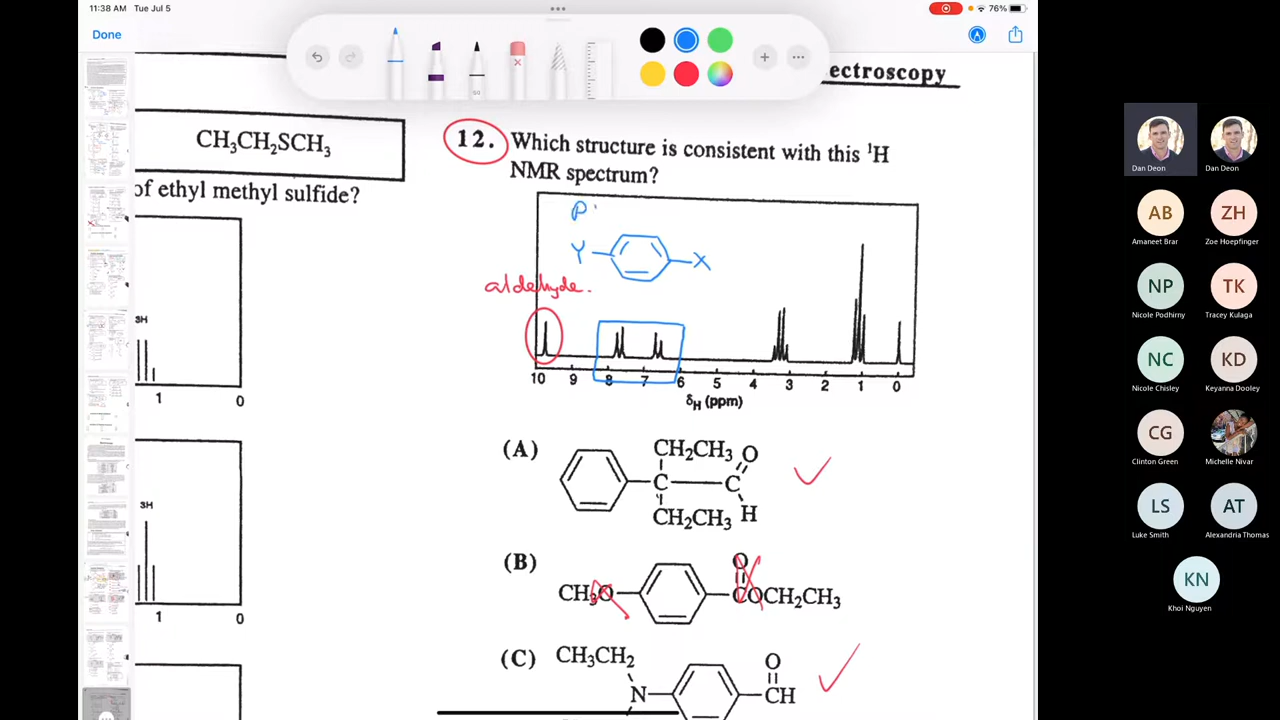 11:38 AM Tue Jul 5
76%
Done
ectroscopy
CH₃CH₂SCH₃
of ethyl methyl sulfide?
3H
1 0
3H
1 0
12. Which structure is consistent with this ¹H
NMR spectrum?
P
Y X
aldehyde.
10 9 8 7 6 5 4 3 2 1 0
δH (ppm)
(A)
CH₂CH₃ O
C C
CH₂CH₃ H
(B)
O
CH₃O COCH₂CH₃
(C) CH₃CH₂
O
N CH
Dan Deon
Dan Deon
AB
Amaneet Brar
ZH
Zoe Hoepfinger
NP
Nicole Podhirny
TK
Tracey Kulaga
NC
Nicole Chisley
KD
Keyanna Dooley
CG
Clinton Green
Michelle Nivar
LS
Luke Smith
AT
Alexandria Thomas
KN
Khoi Nguyen